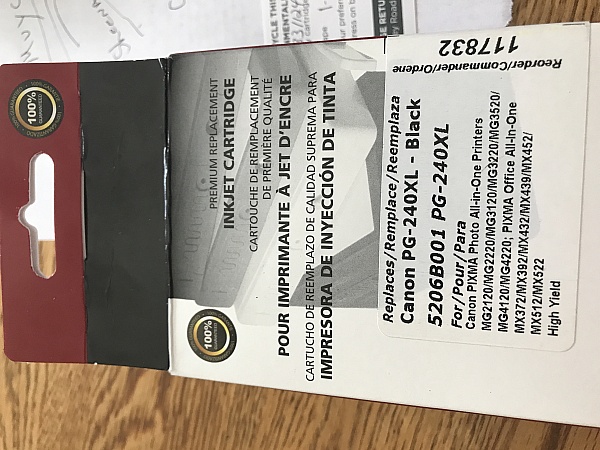 100%
PREMIUM REPLACEMENT
INKJET CARTRIDGE
CARTOUCHE DE REMPLACEMENT
DE PREMIÈRE QUALITÉ
POUR IMPRIMANTE À JET D'ENCRE
CARTUCHO DE REEMPLAZO DE CALIDAD SUPREMA PARA
IMPRESORA DE INYECCIÓN DE TINTA
100%
Reorder/Commander/Ordene
117832
Replaces/Remplace/Reemplaza
Canon PG-240XL - Black
5206B001 PG-240XL
For/Pour/Para
Canon PIXMA Photo All-in-One Printers
MG2120/MG2220/MG3120/MG3220/MG3520/
MG4120/MG4220; PIXMA Office All-In-One
MX372/MX392/MX432/MX439/MX452/
MX512/MX522
High Yield